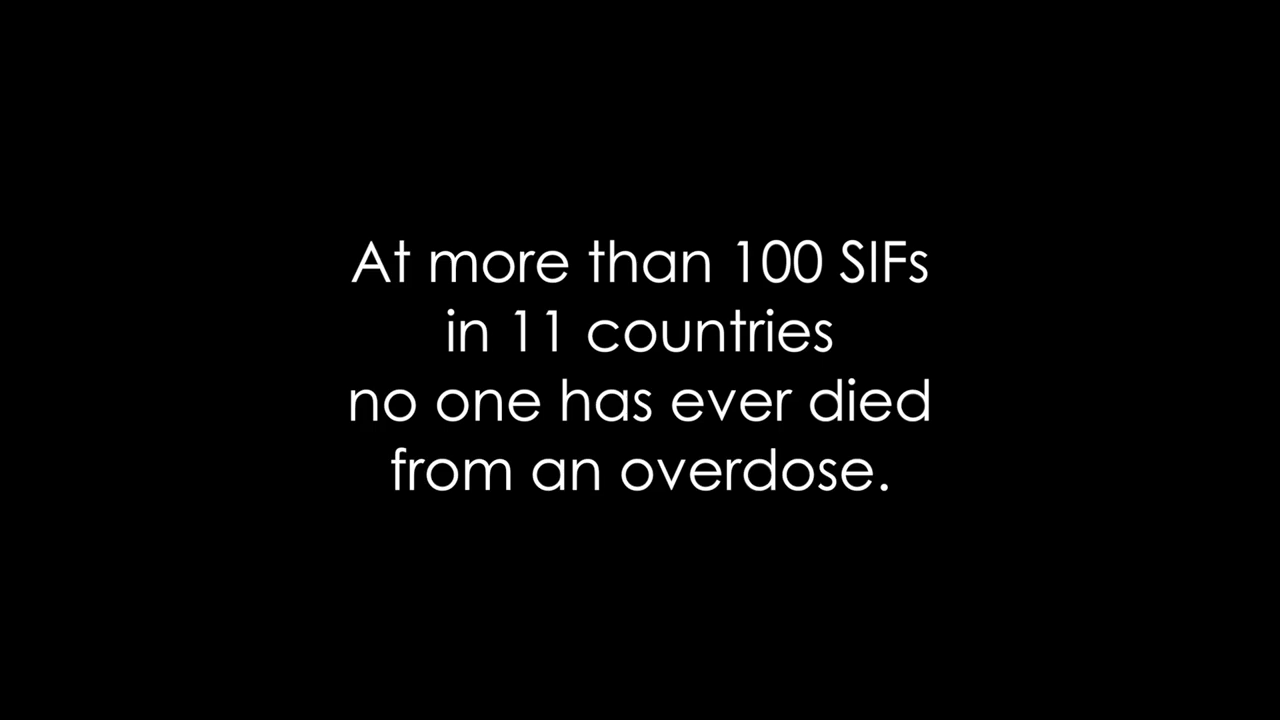 At more than 100 SIFs
in 11 countries
no one has ever died
from an overdose.